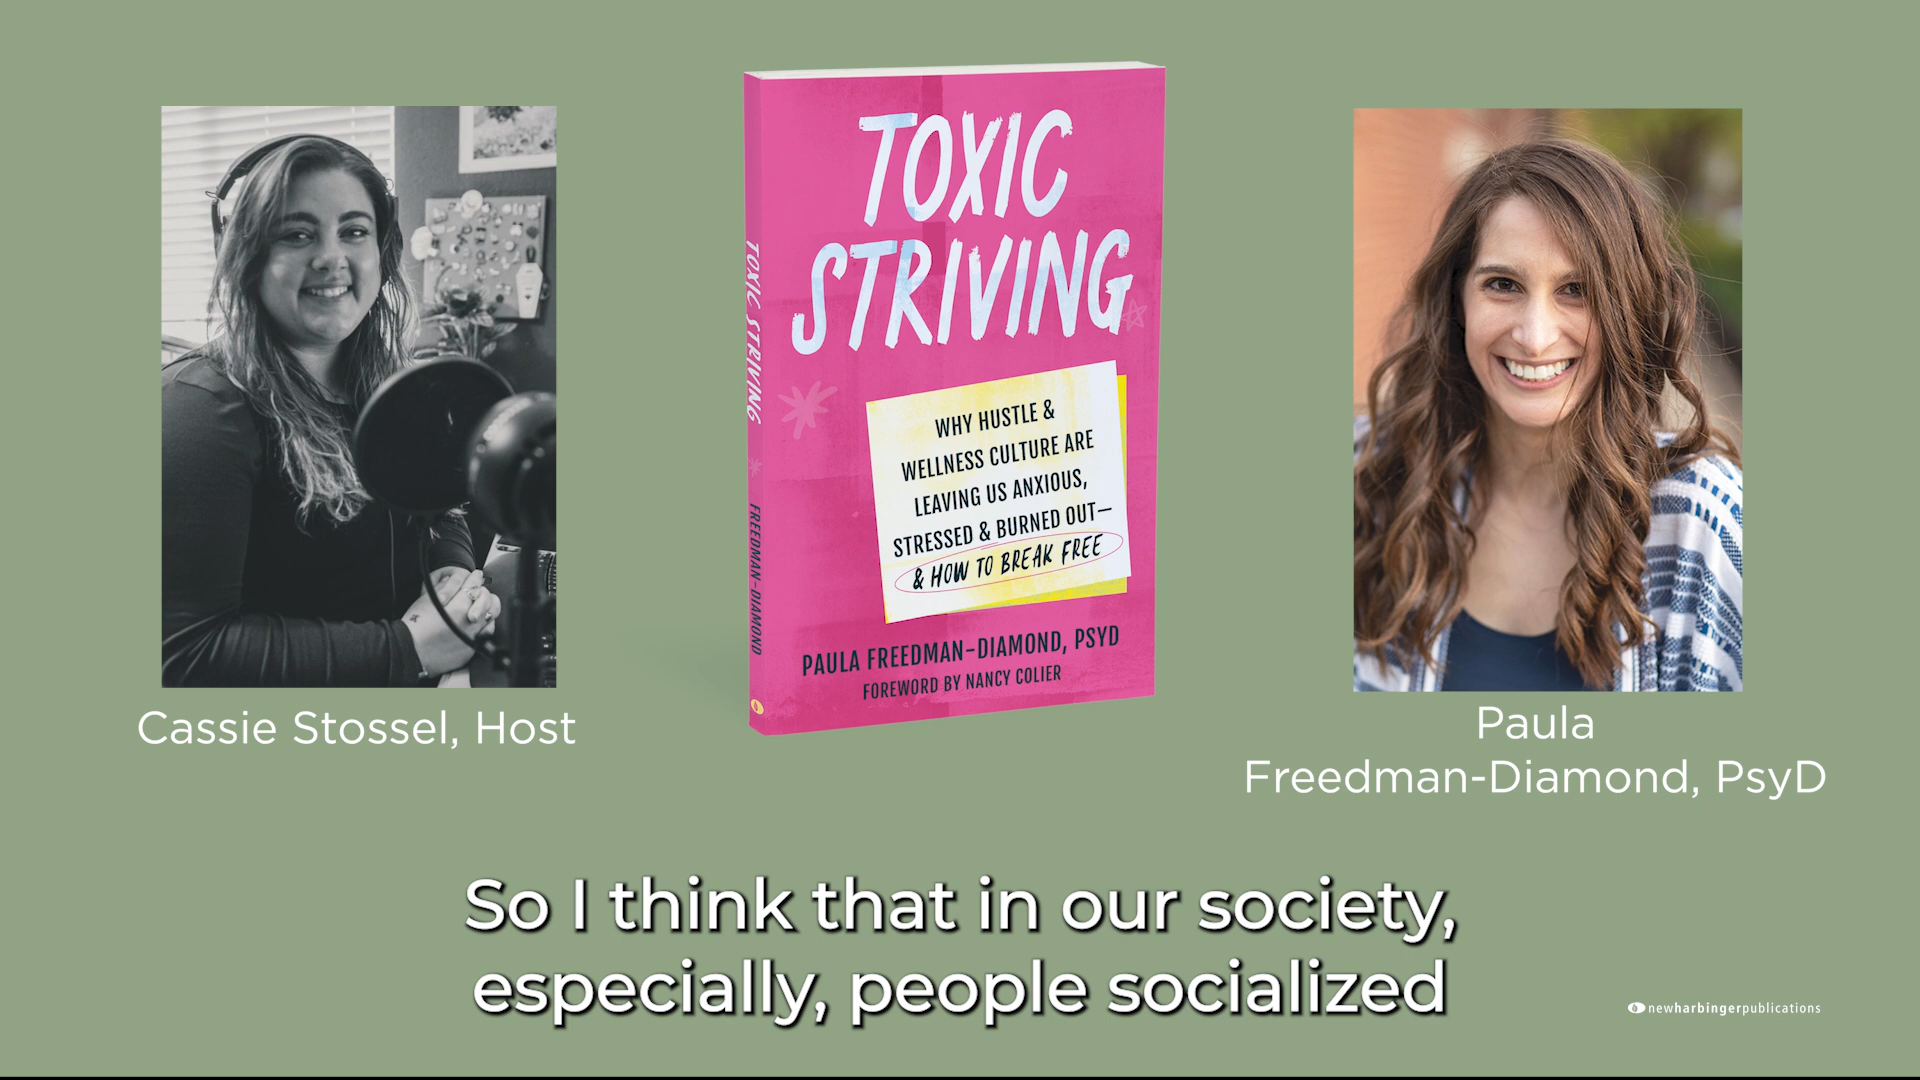 TOXIC
STRIVING
WHY HUSTLE &
WELLNESS CULTURE ARE
LEAVING US ANXIOUS,
STRESSED & BURNED OUT—
& HOW TO BREAK FREE
PAULA FREEDMAN-DIAMOND, PSYD
FOREWORD BY NANCY COLIER
TOXIC STRIVING
FREEDMAN-DIAMOND
Cassie Stossel, Host
Paula
Freedman-Diamond, PsyD
So I think that in our society,
especially, people socialized
newharbingerpublications